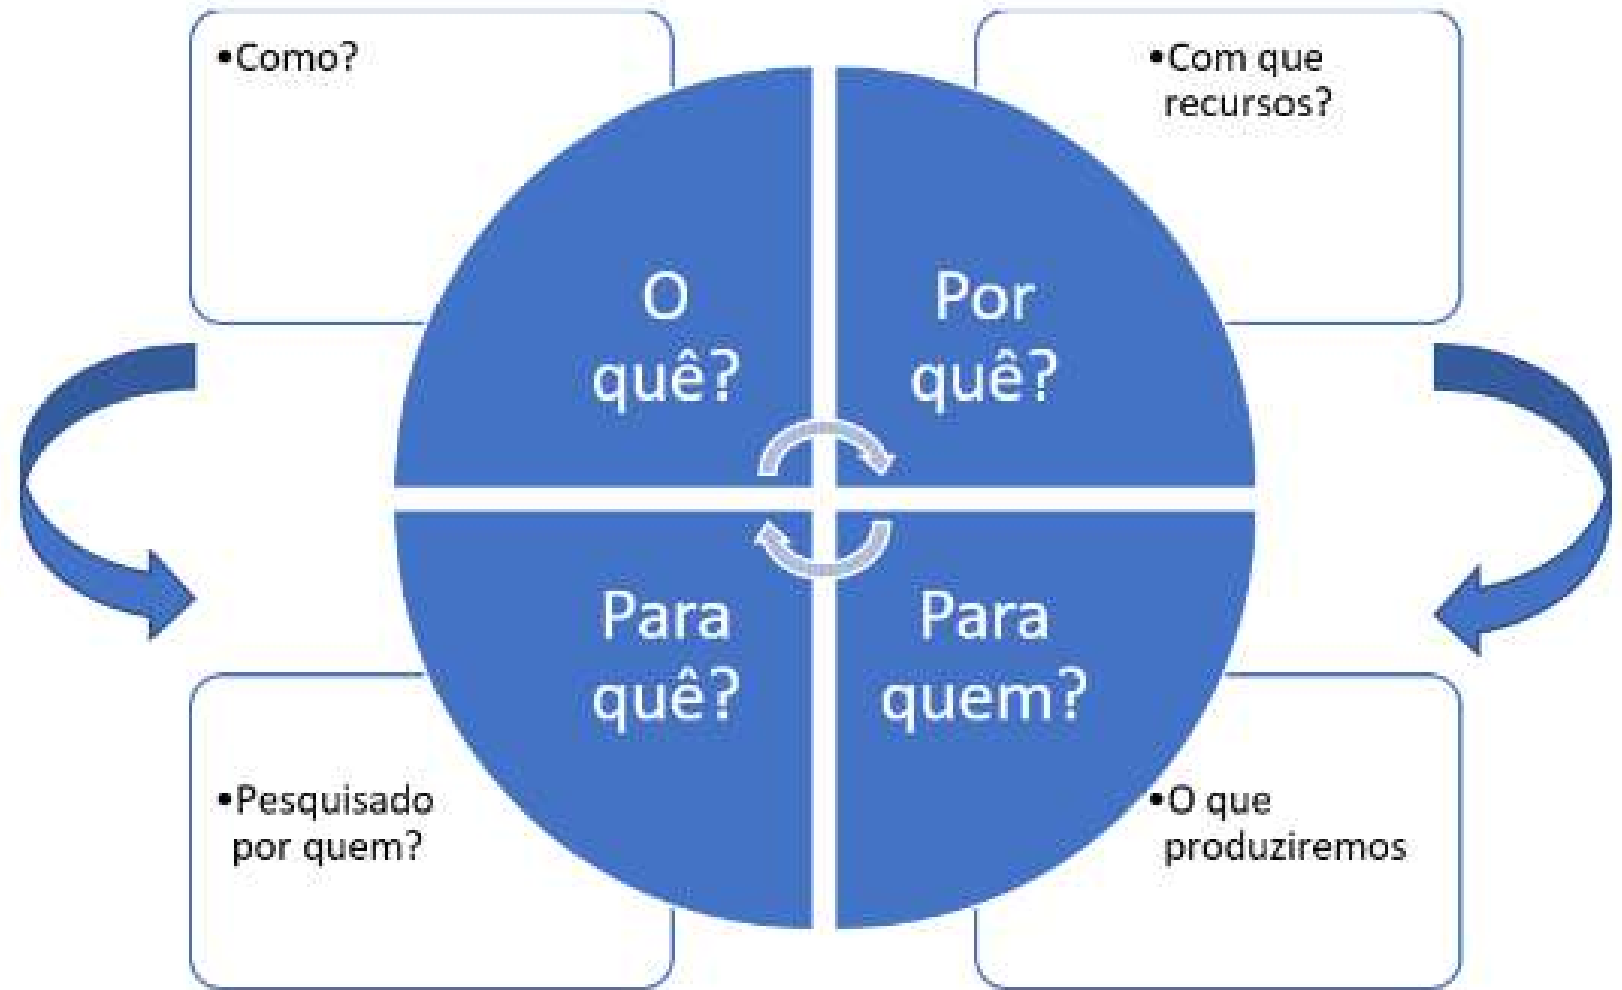 •Como?
•Com que
recursos?
O
quê?
Por
quê?
Para
quê?
Para
quem?
•Pesquisado
por quem?
•O que
produziremos